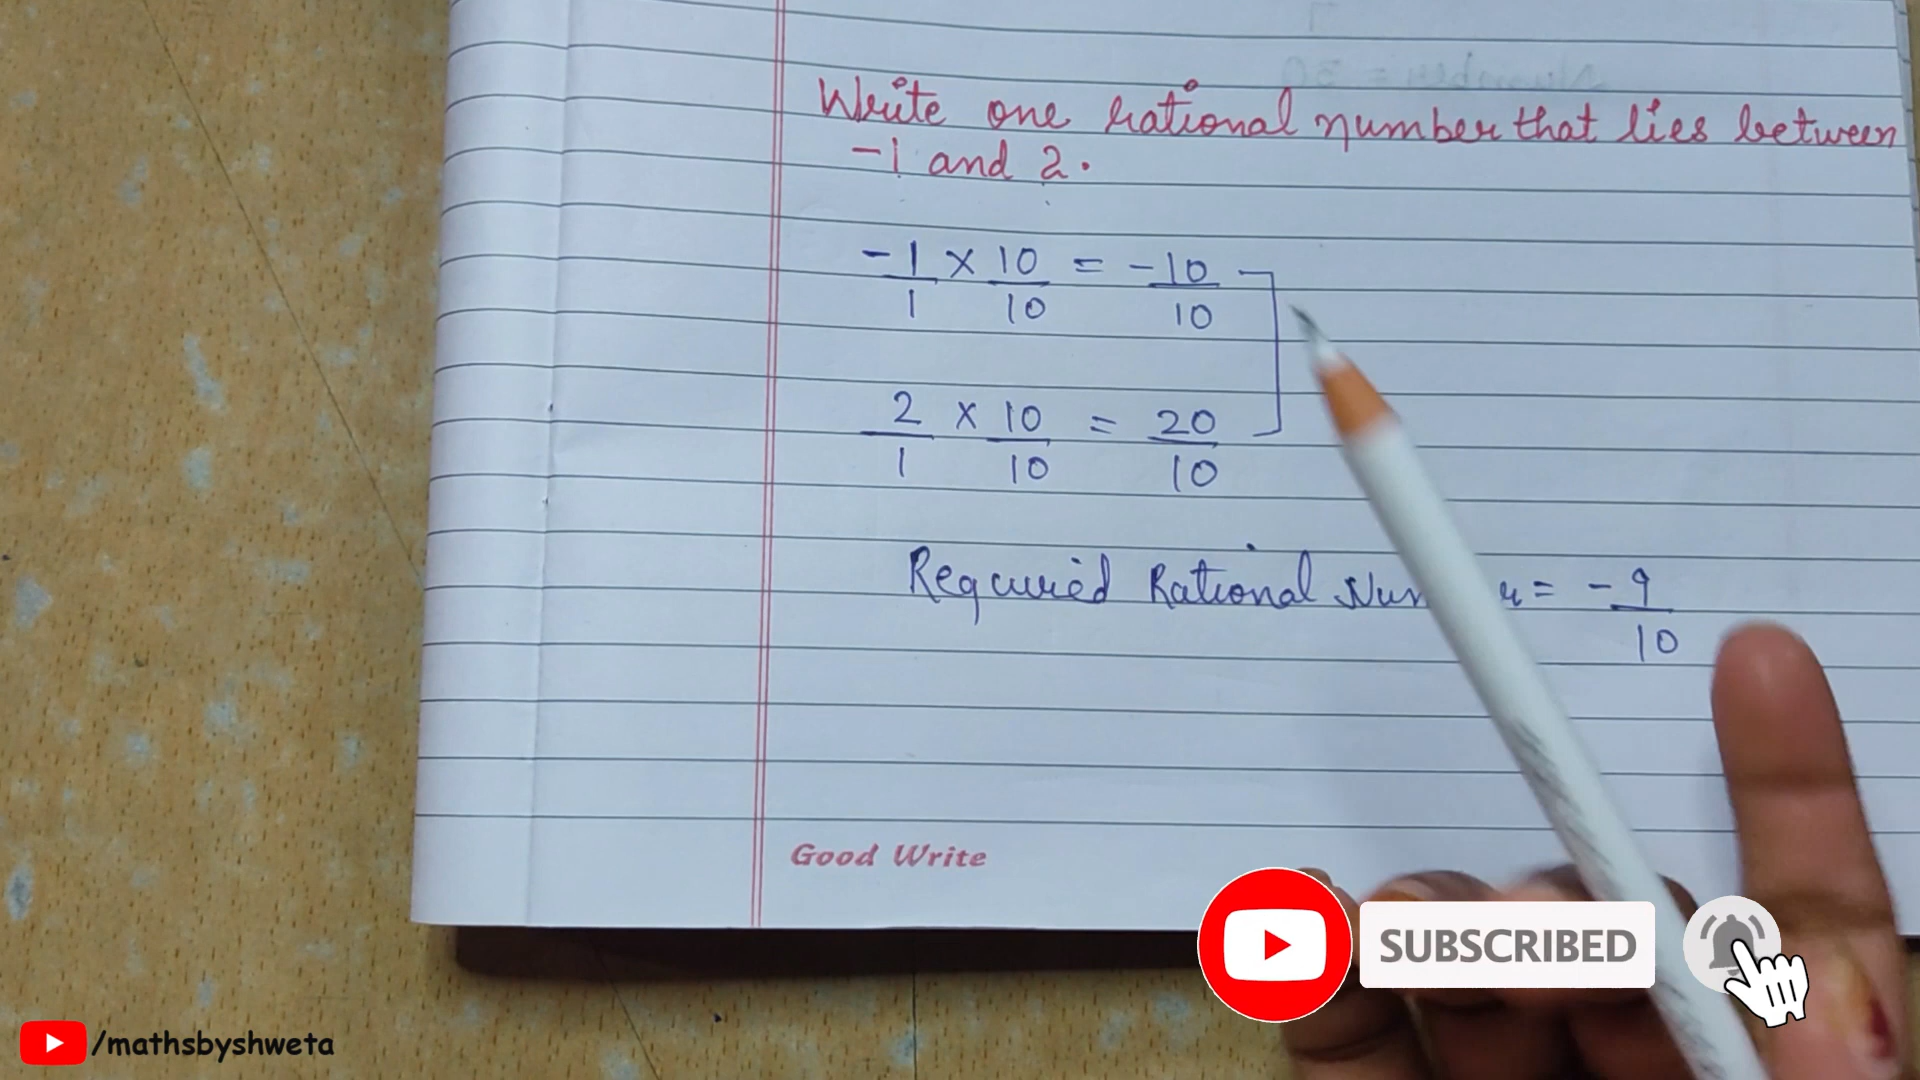 Write one rational number that lies between
-1 and 2.
-1/1 × 10/10 = -10/10
2/1 × 10/10 = 20/10
Required Rational = -9/10
Good Write
SUBSCRIBED
/mathsbyshweta